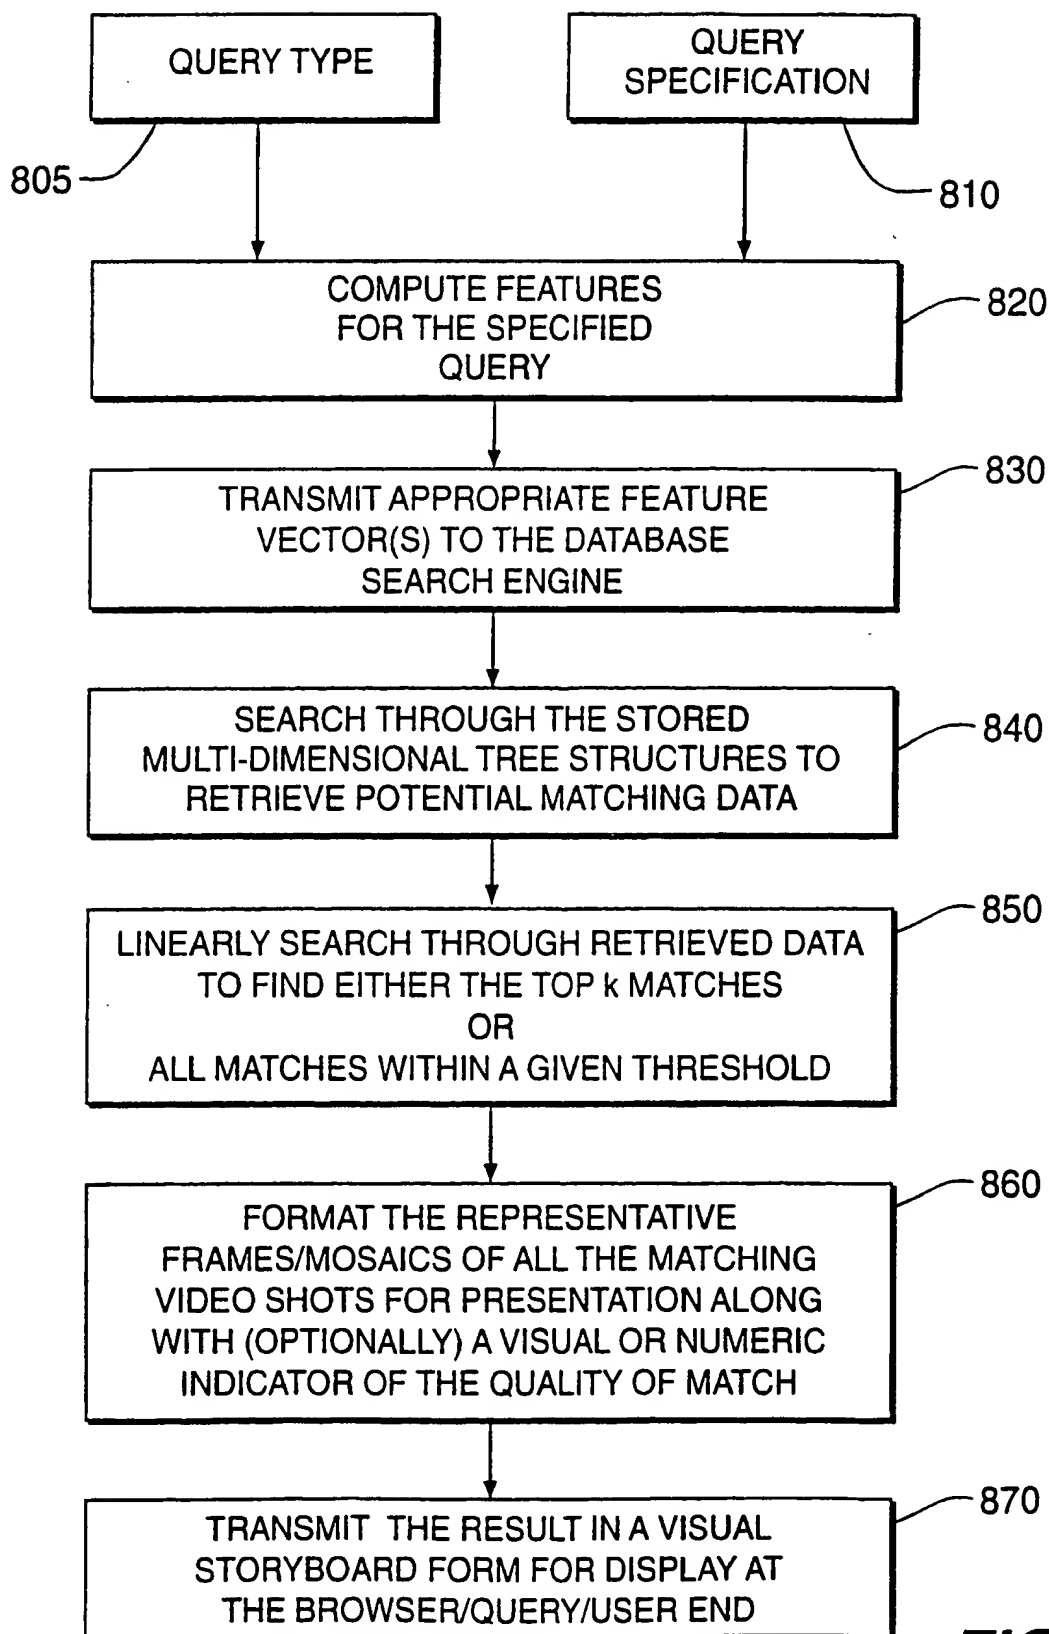 QUERY TYPE
QUERY
SPECIFICATION
805
810
COMPUTE FEATURES
FOR THE SPECIFIED
QUERY
820
TRANSMIT APPROPRIATE FEATURE
VECTOR(S) TO THE DATABASE
SEARCH ENGINE
830
SEARCH THROUGH THE STORED
MULTI-DIMENSIONAL TREE STRUCTURES TO
RETRIEVE POTENTIAL MATCHING DATA
840
LINEARLY SEARCH THROUGH RETRIEVED DATA
TO FIND EITHER THE TOP k MATCHES
OR
ALL MATCHES WITHIN A GIVEN THRESHOLD
850
FORMAT THE REPRESENTATIVE
FRAMES/MOSAICS OF ALL THE MATCHING
VIDEO SHOTS FOR PRESENTATION ALONG
WITH (OPTIONALLY) A VISUAL OR NUMERIC
INDICATOR OF THE QUALITY OF MATCH
860
TRANSMIT THE RESULT IN A VISUAL
STORYBOARD FORM FOR DISPLAY AT
THE BROWSER/QUERY/USER END
870